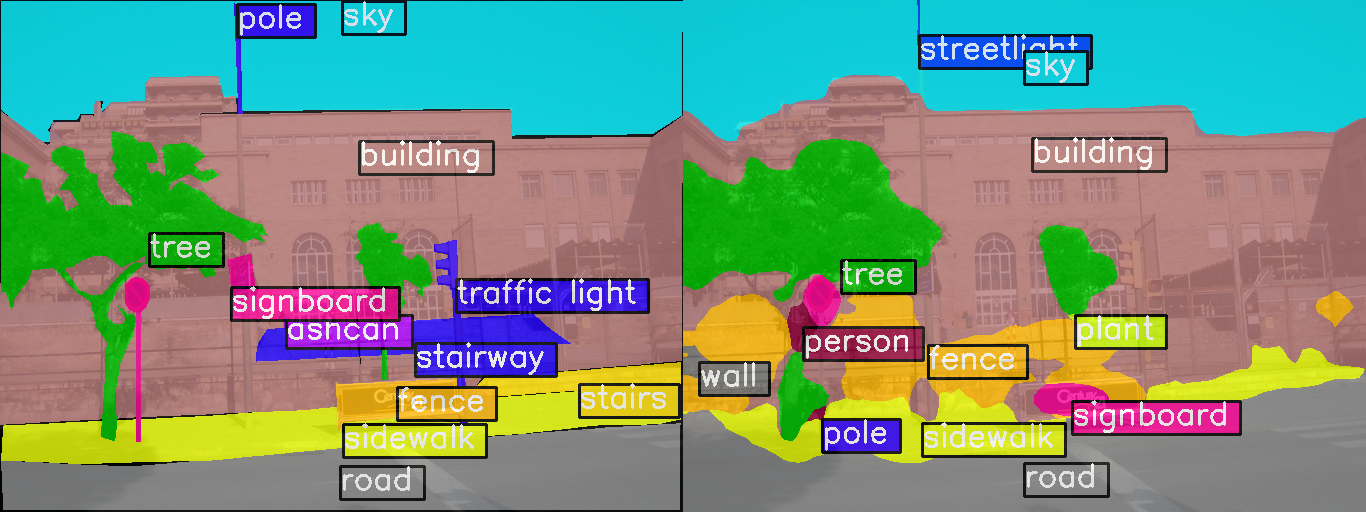 pole
sky
building
tree
signboard
traffic light
ashcan
stairway
fence
stairs
sidewalk
road
streetlight
sky
building
tree
plant
person
fence
wall
signboard
pole
sidewalk
road